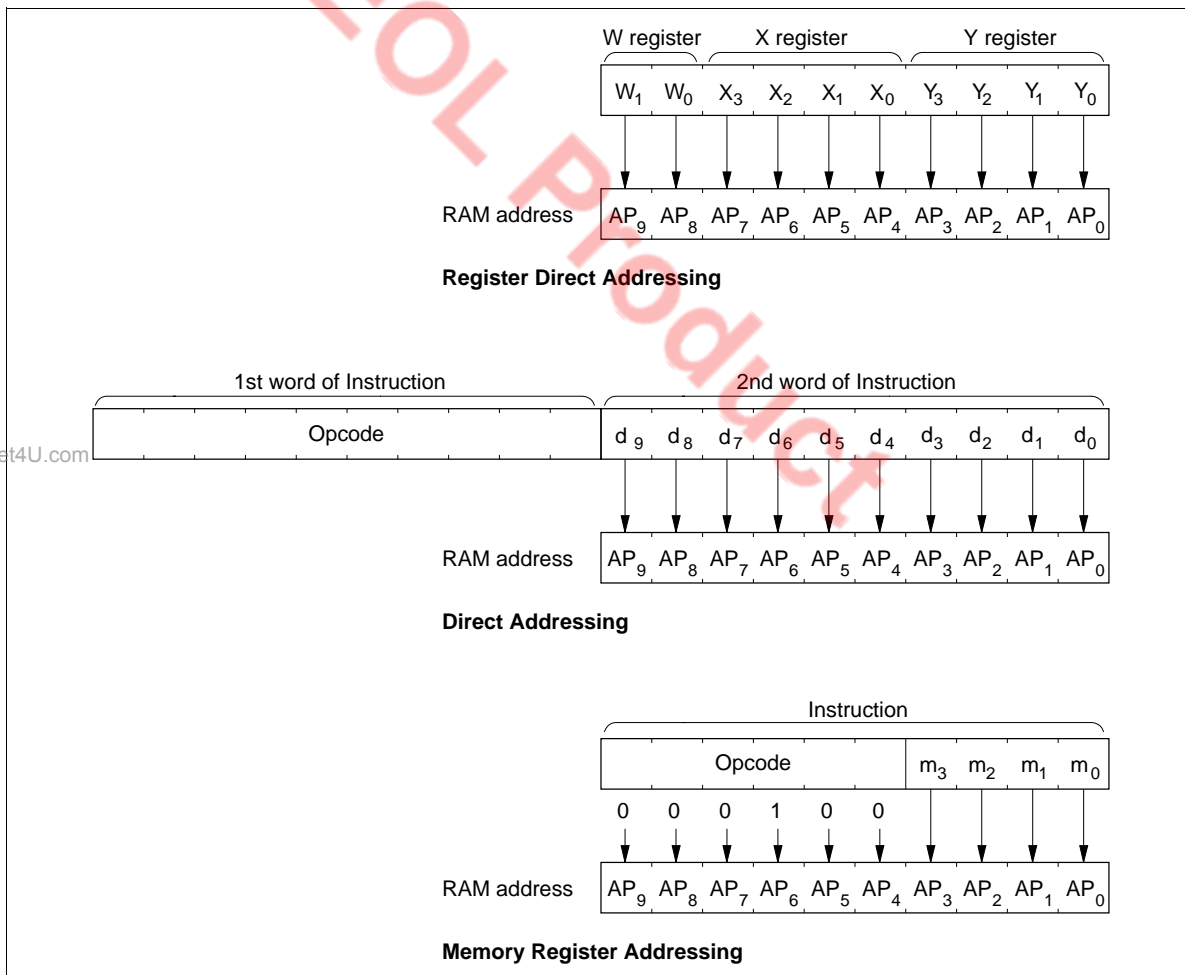 W register X register Y register
W1 W0 X3 X2 X1 X0 Y3 Y2 Y1 Y0
RAM address AP9 AP8 AP7 AP6 AP5 AP4 AP3 AP2 AP1 AP0
Register Direct Addressing
1st word of Instruction 2nd word of Instruction
Opcode d9 d8 d7 d6 d5 d4 d3 d2 d1 d0
RAM address AP9 AP8 AP7 AP6 AP5 AP4 AP3 AP2 AP1 AP0
Direct Addressing
Instruction
Opcode m3 m2 m1 m0
0 0 0 1 0 0
RAM address AP9 AP8 AP7 AP6 AP5 AP4 AP3 AP2 AP1 AP0
Memory Register Addressing
EOL Product
et4U.com